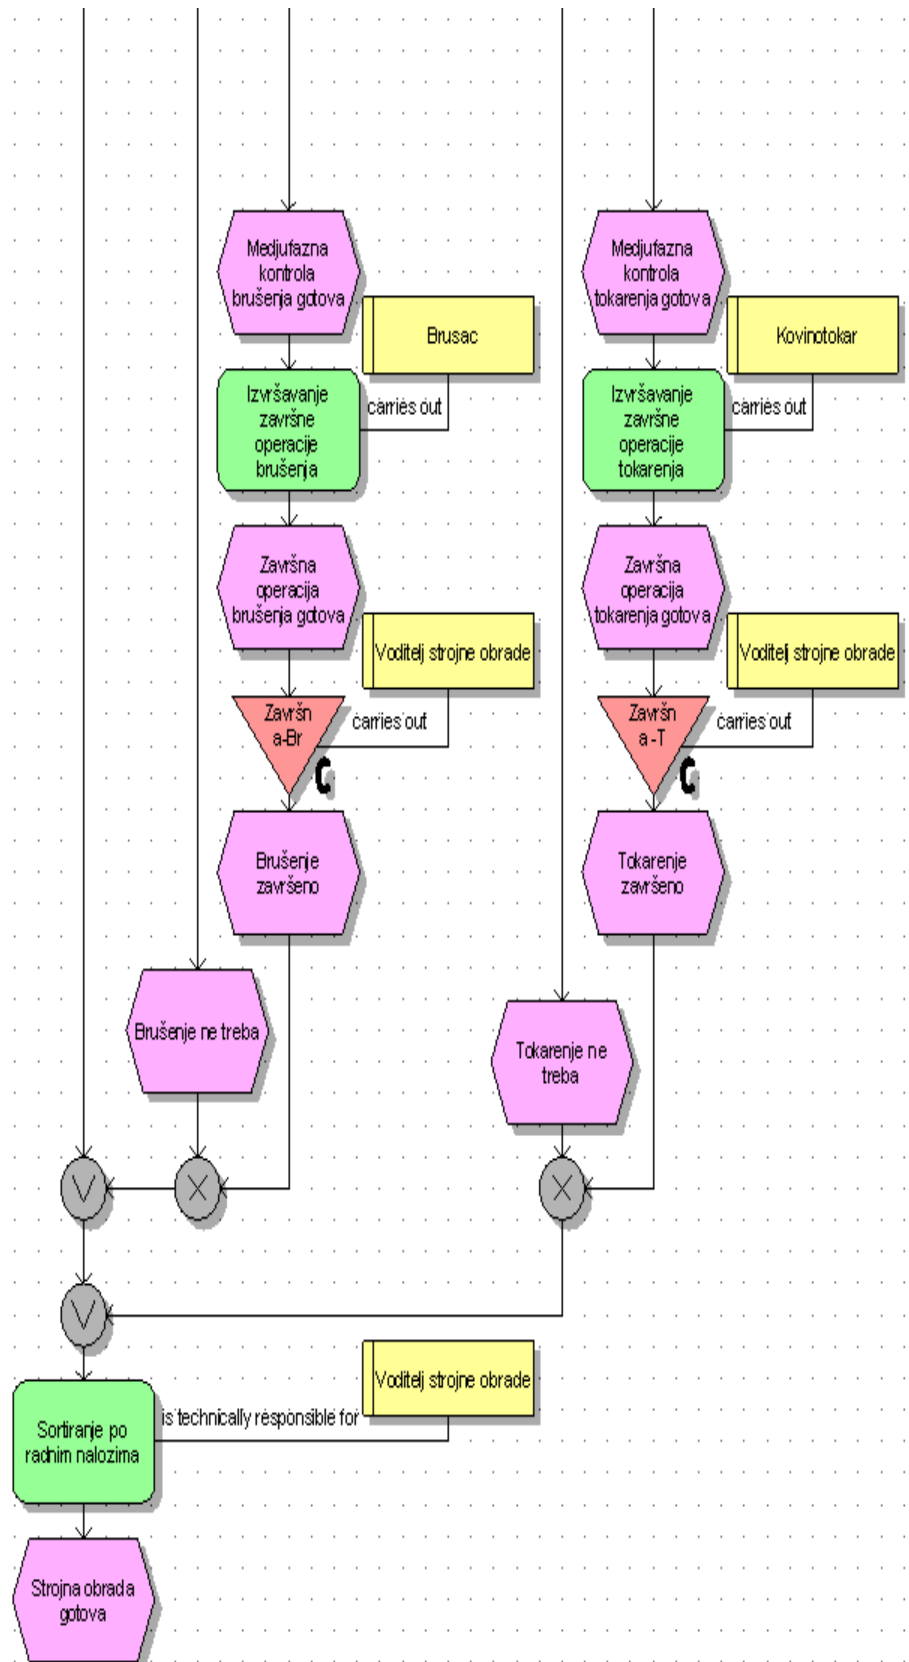 Medjufazna
kontrola
brušenja gotova
Medjufazna
kontrola
tokarenja gotova
Brusac
Kovinotokar
Izvršavanje
završne
operacije
brušenja
carries out
Izvršavanje
završne
operacije
tokarenja
carries out
Završna
operacija
brušenja gotova
Završna
operacija
tokarenja gotova
Voditelj strojne obrade
Voditelj strojne obrade
Završn
a-Br
carries out
Završn
a -T
carries out
Brušenje
završeno
Tokarenje
završeno
Brušenje ne treba
Tokarenje ne
treba
V
X
X
V
Voditelj strojne obrade
is technically responsible for
Sortiranje po
radnim nalozima
Strojna obrada
gotova